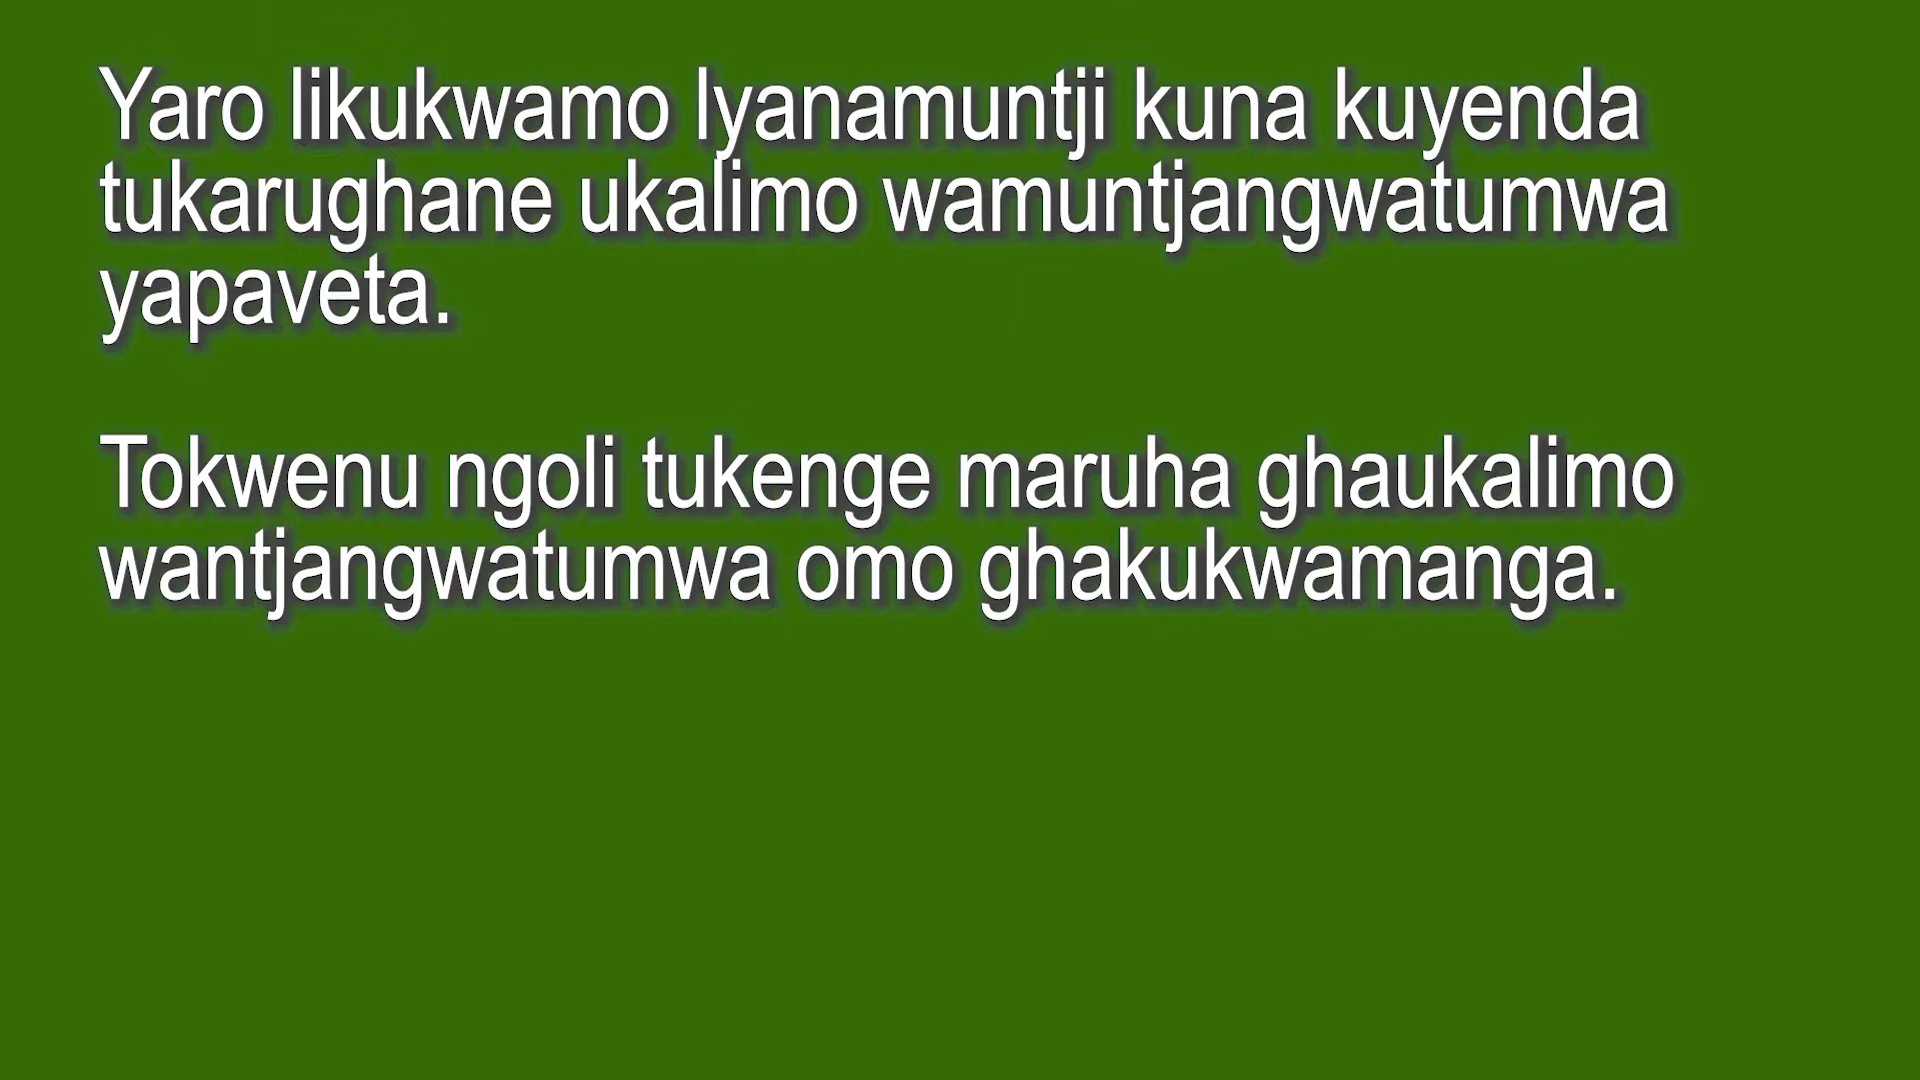 Yaro likukwamo lyanamuntji kuna kuyenda
tukarughane ukalimo wamuntjangwatumwa
yapaveta.
Tokwenu ngoli tukenge maruha ghaukalimo
wantjangwatumwa omo ghakukwamanga.